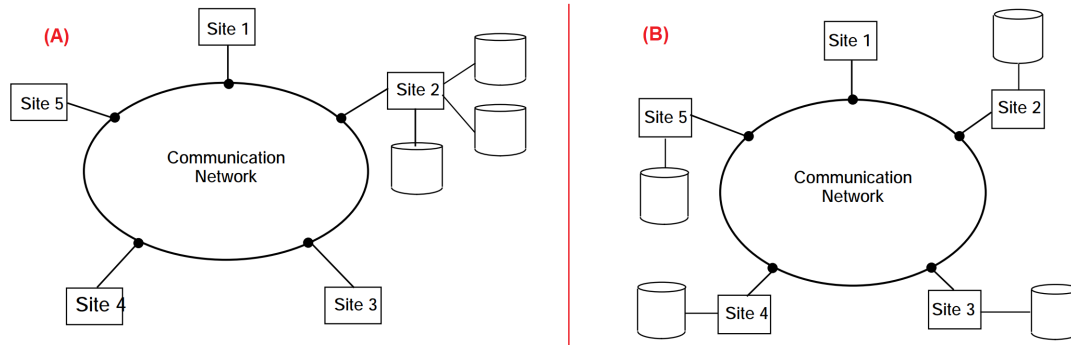 (A)
Site 1
Site 2
Site 5
Communication
Network
Site 4
Site 3
(B)
Site 1
Site 2
Site 5
Communication
Network
Site 4
Site 3